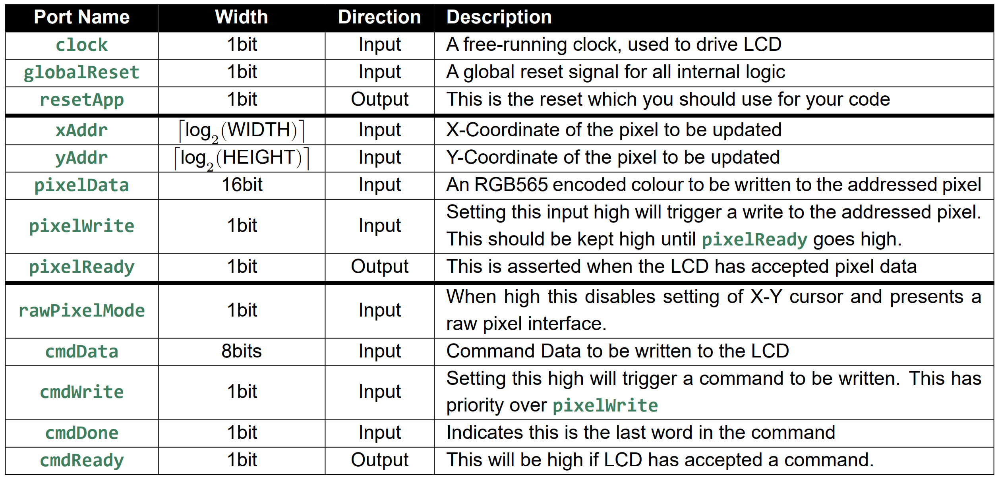 Port Name Width Direction Description
clock 1bit Input A free-running clock, used to drive LCD
globalReset 1bit Input A global reset signal for all internal logic
resetApp 1bit Output This is the reset which you should use for your code
xAddr ⌈log₂(WIDTH)⌉ Input X-Coordinate of the pixel to be updated
yAddr ⌈log₂(HEIGHT)⌉ Input Y-Coordinate of the pixel to be updated
pixelData 16bit Input An RGB565 encoded colour to be written to the addressed pixel
pixelWrite 1bit Input Setting this input high will trigger a write to the addressed pixel.
This should be kept high until pixelReady goes high.
pixelReady 1bit Output This is asserted when the LCD has accepted pixel data
rawPixelMode 1bit Input When high this disables setting of X-Y cursor and presents a
raw pixel interface.
cmdData 8bits Input Command Data to be written to the LCD
cmdWrite 1bit Input Setting this high will trigger a command to be written. This has
priority over pixelWrite
cmdDone 1bit Input Indicates this is the last word in the command
cmdReady 1bit Output This will be high if LCD has accepted a command.